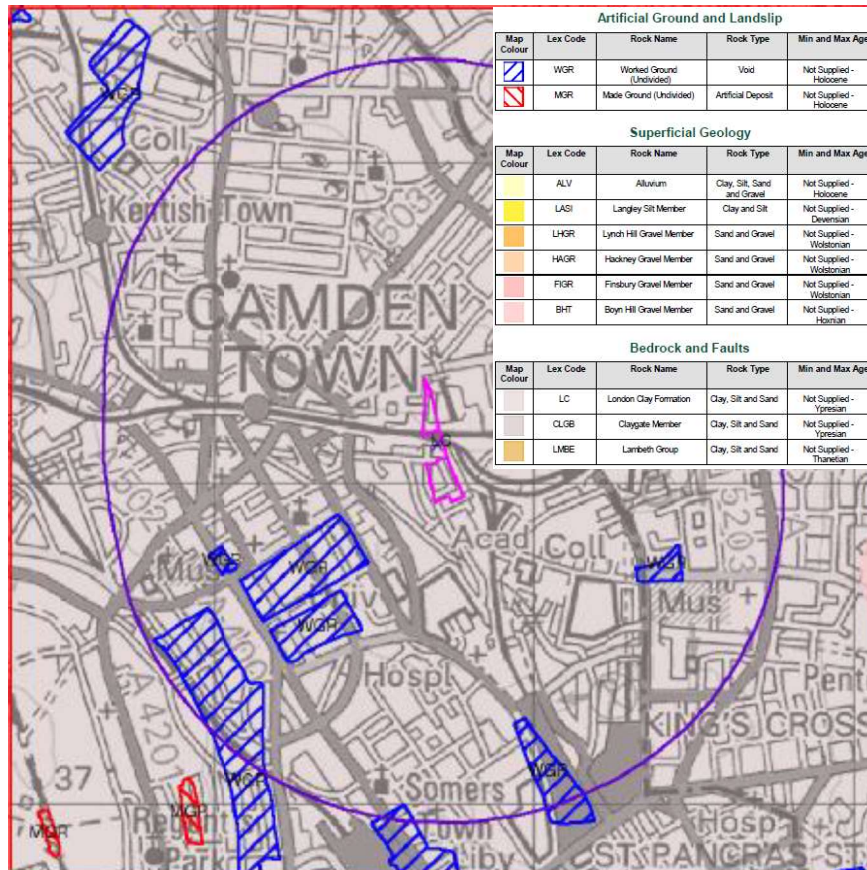 Artificial Ground and Landslip
Map Colour Lex Code Rock Name Rock Type Min and Max Age
WGR Worked Ground (Undivided) Void Not Supplied - Holocene
MGR Made Ground (Undivided) Artificial Deposit Not Supplied - Holocene
Superficial Geology
Map Colour Lex Code Rock Name Rock Type Min and Max Age
ALV Alluvium Clay, Silt, Sand and Gravel Not Supplied - Holocene
LASI Langley Silt Member Clay and Silt Not Supplied - Devensian
LHGR Lynch Hill Gravel Member Sand and Gravel Not Supplied - Wolstonian
HAGR Hackney Gravel Member Sand and Gravel Not Supplied - Wolstonian
FIGR Finsbury Gravel Member Sand and Gravel Not Supplied - Wolstonian
BHT Boyn Hill Gravel Member Sand and Gravel Not Supplied - Hoxnian
Bedrock and Faults
Map Colour Lex Code Rock Name Rock Type Min and Max Age
LC London Clay Formation Clay, Silt and Sand Not Supplied - Ypresian
CLGB Claygate Member Clay, Silt and Sand Not Supplied - Ypresian
LMBE Lambeth Group Clay, Silt and Sand Not Supplied - Thanetian
WGR
Coll
Kentish Town
A 5203
CAMDEN
TOWN
LC
Acad Coll
WGR
Mus
WGR
WGR
WGR
Mus
Hospl
Pent
A 4201
KING'S CROSS
37
WGR
WGR
Somers
Town
MGR
MGR
Regent's
Park
Hosp
Liby
ST PANCRAS ST